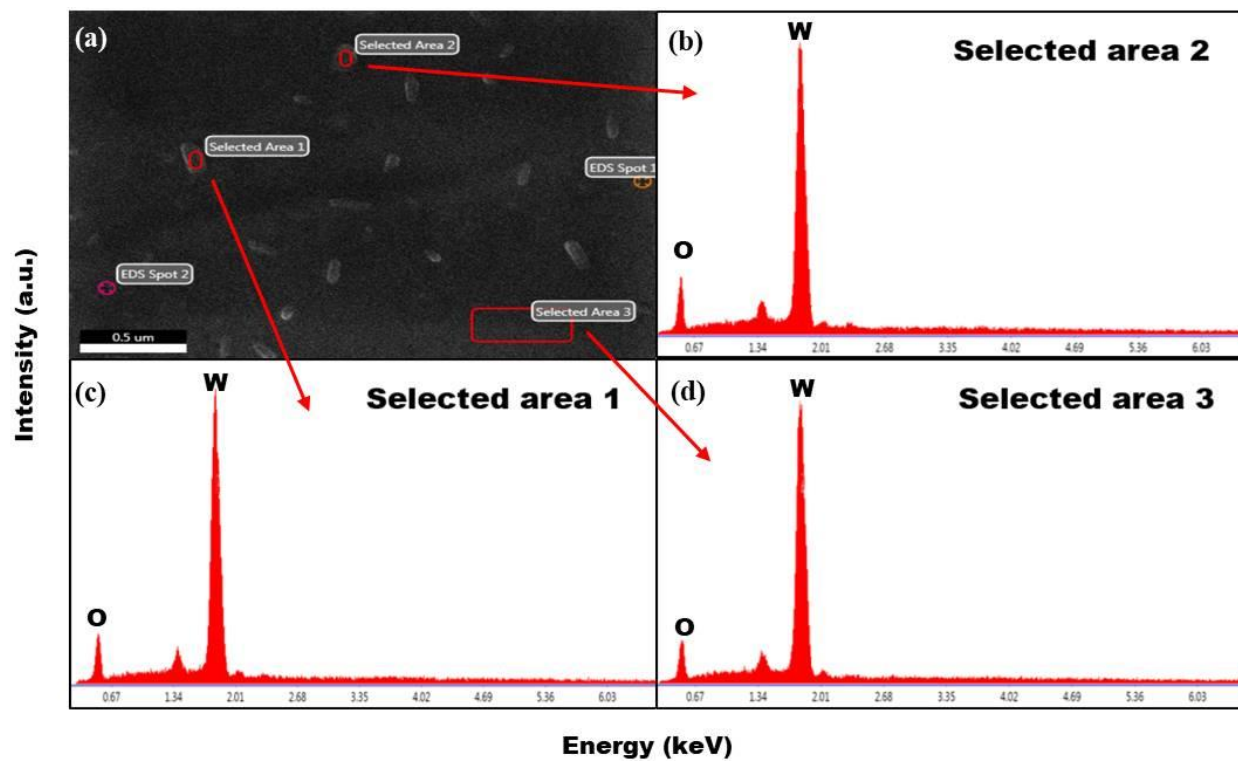 (a)
Selected Area 2
Selected Area 1
EDS Spot 1
EDS Spot 2
Selected Area 3
0.5 um
(b)
W
Selected area 2
O
0.67 1.34 2.01 2.68 3.35 4.02 4.69 5.36 6.03
(c)
W
Selected area 1
O
0.67 1.34 2.01 2.68 3.35 4.02 4.69 5.36 6.03
(d)
W
Selected area 3
O
0.67 1.34 2.01 2.68 3.35 4.02 4.69 5.36 6.03
Intensity (a.u.)
Energy (keV)